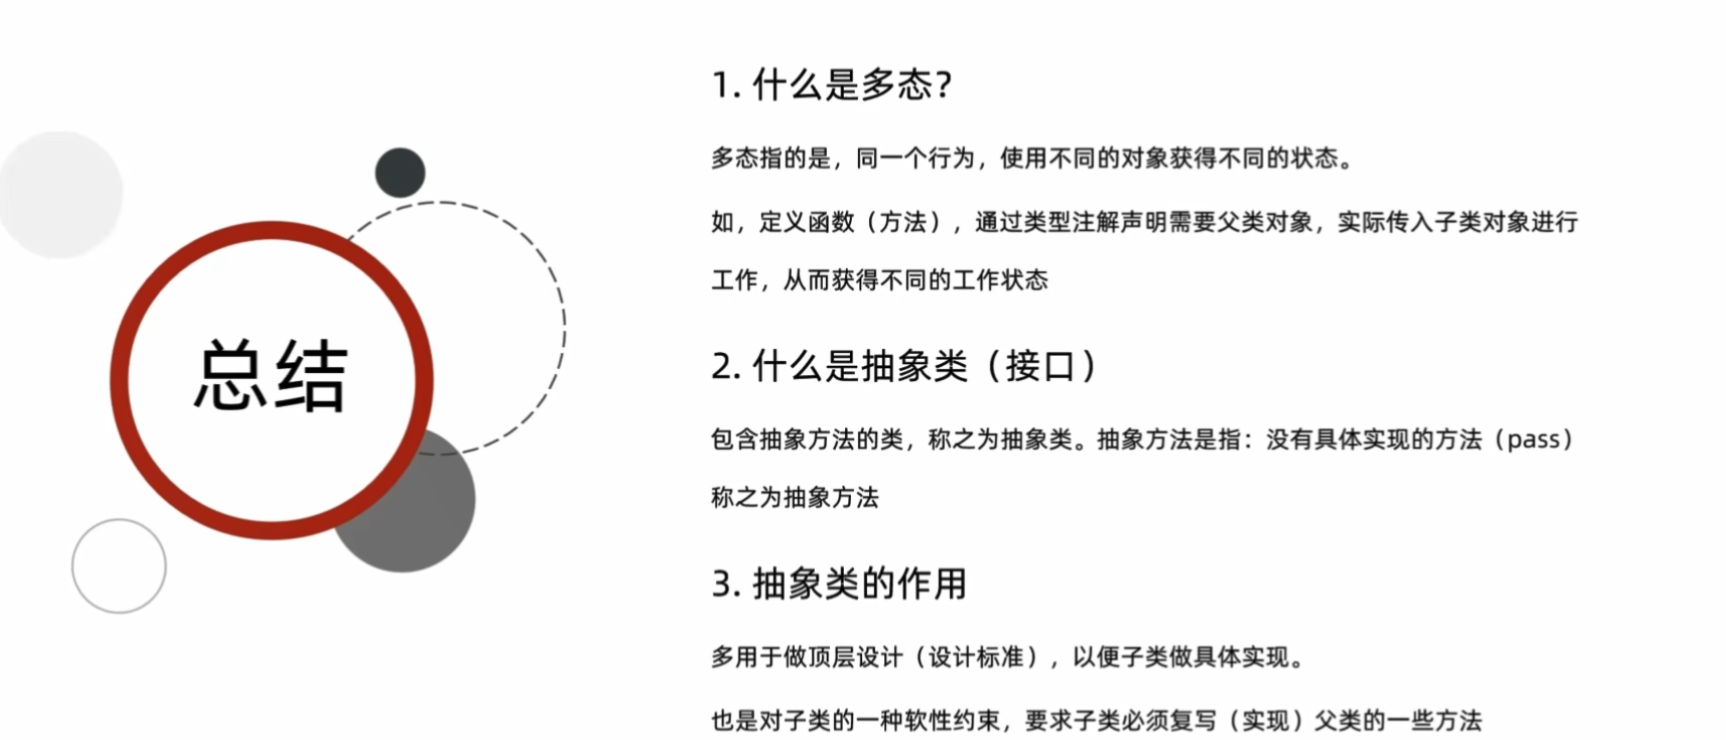 总结
1. 什么是多态？
多态指的是，同一个行为，使用不同的对象获得不同的状态。
如，定义函数（方法），通过类型注解声明需要父类对象，实际传入子类对象进行
工作，从而获得不同的工作状态
2. 什么是抽象类（接口）
包含抽象方法的类，称之为抽象类。抽象方法是指：没有具体实现的方法（pass）
称之为抽象方法
3. 抽象类的作用
多用于做顶层设计（设计标准），以便子类做具体实现。
也是对子类的一种软性约束，要求子类必须复写（实现）父类的一些方法